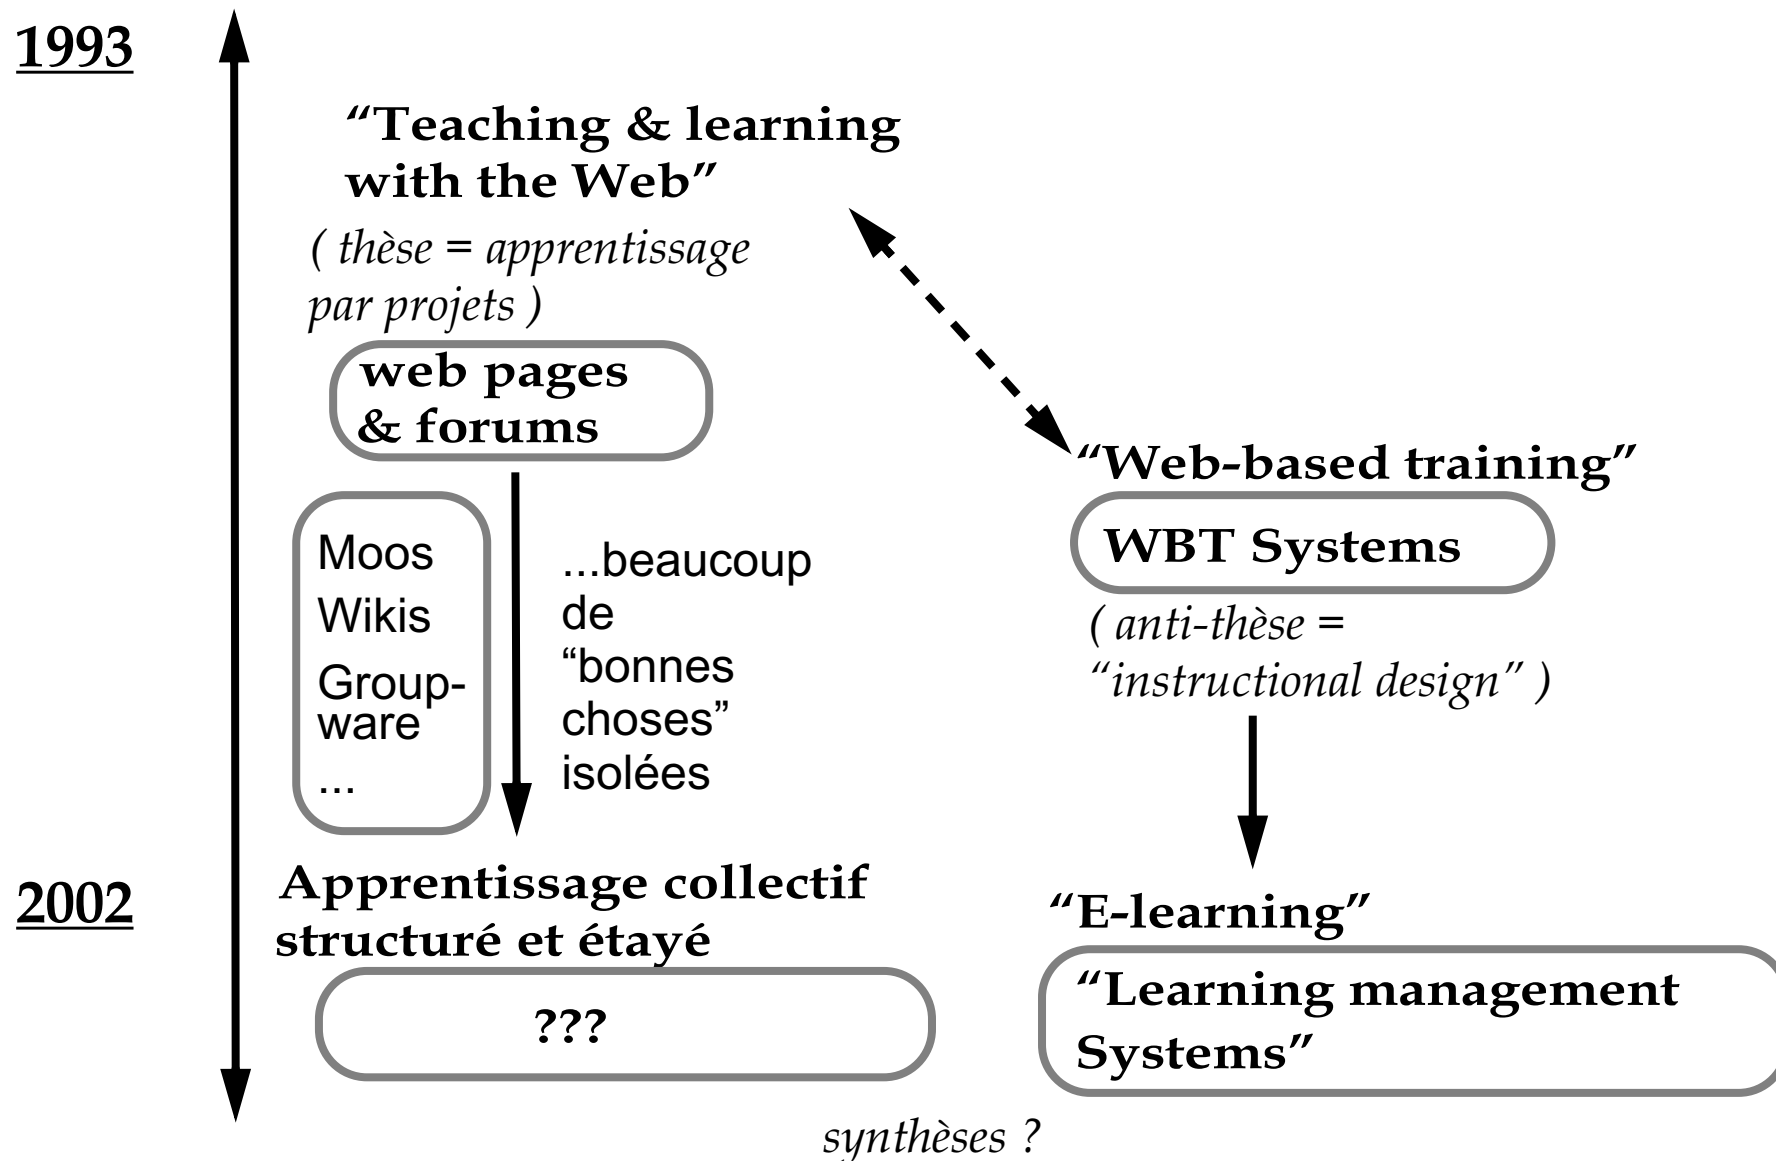 1993
“Teaching & learning
with the Web”
( thèse = apprentissage
par projets )
web pages
& forums
Moos
Wikis
Group-
ware
...
...beaucoup
de
“bonnes
choses”
isolées
“Web-based training”
WBT Systems
( anti-thèse =
“instructional design” )
2002
Apprentissage collectif
structuré et étayé
???
“E-learning”
“Learning management
Systems”
synthèses ?